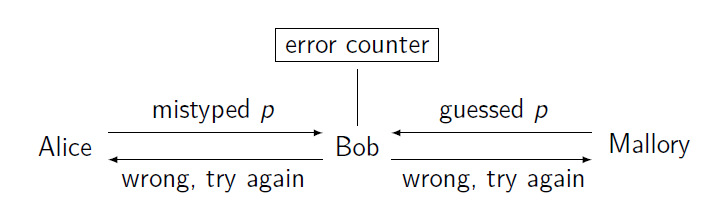 error counter
mistyped p
guessed p
Alice
Bob
Mallory
wrong, try again
wrong, try again